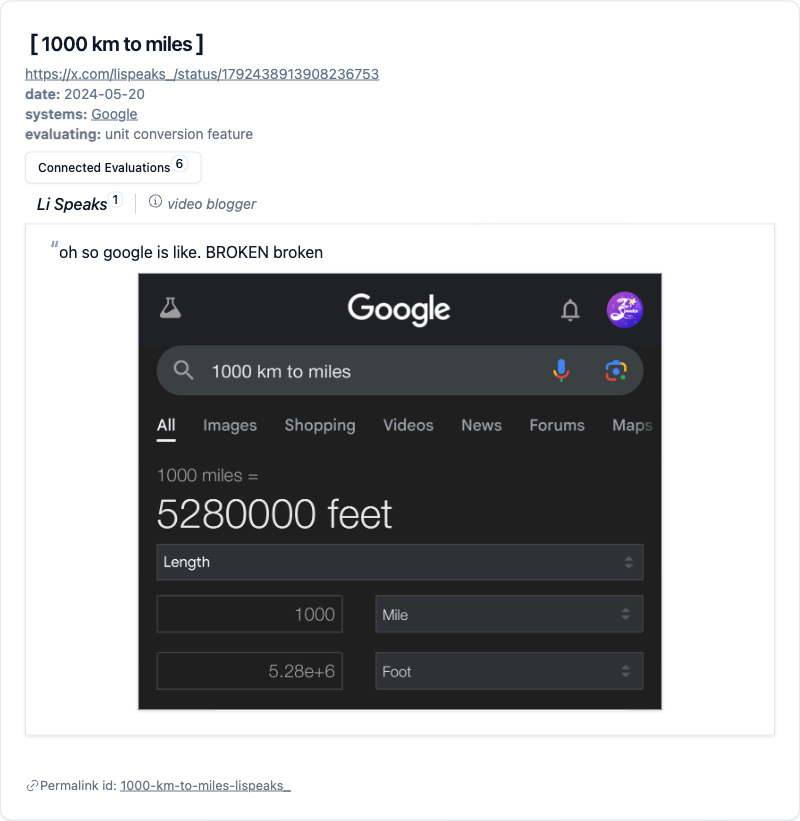 [1000 km to miles]
https://x.com/lispeaks_/status/1792438913908236753
date: 2024-05-20
systems: Google
evaluating: unit conversion feature
Connected Evaluations 6
Li Speaks 1 video blogger
“oh so google is like. BROKEN broken
Google
1000 km to miles
All Images Shopping Videos News Forums Maps
1000 miles =
5280000 feet
Length
1000 Mile
5.28e+6 Foot
Permalink id: 1000-km-to-miles-lispeaks_